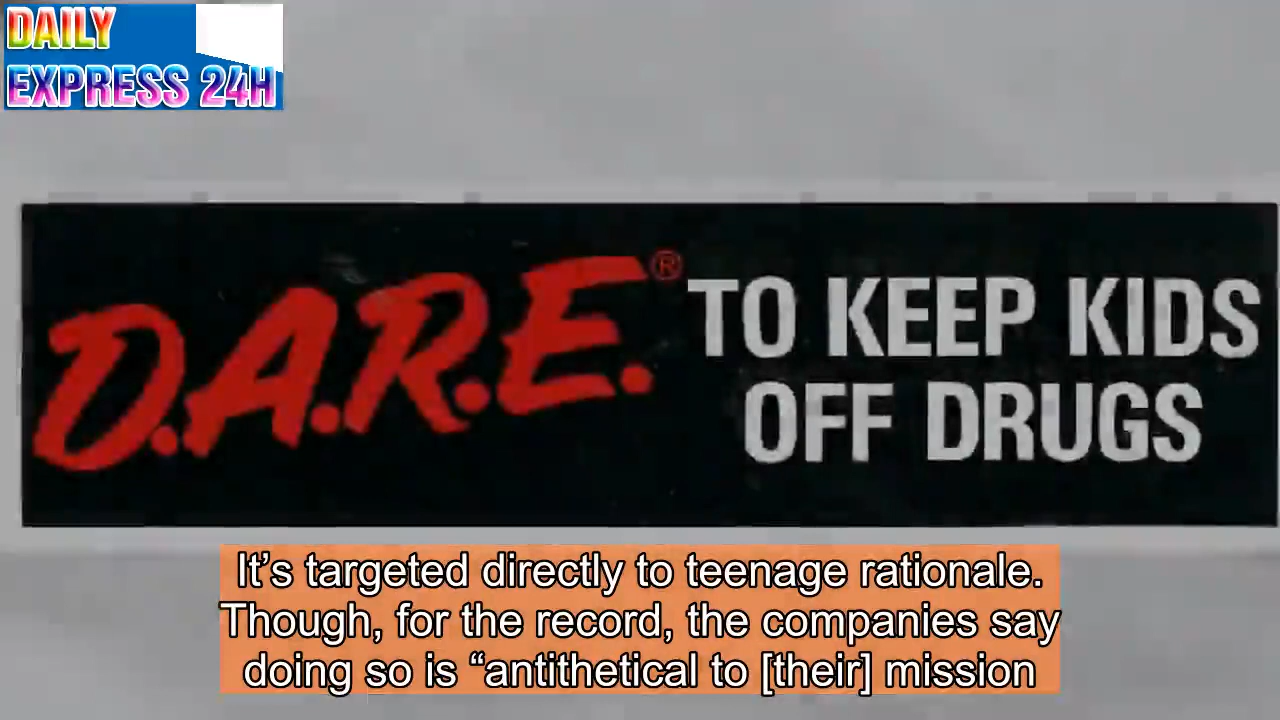 DAILY
EXPRESS 24H
D.A.R.E.® TO KEEP KIDS
OFF DRUGS
It’s targeted directly to teenage rationale.
Though, for the record, the companies say
doing so is “antithetical to [their] mission